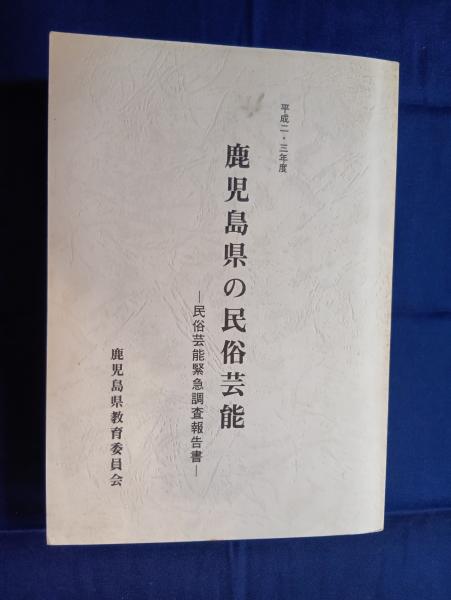 平成二・三年度
鹿児島県の民俗芸能
―民俗芸能緊急調査報告書―
鹿児島県教育委員会